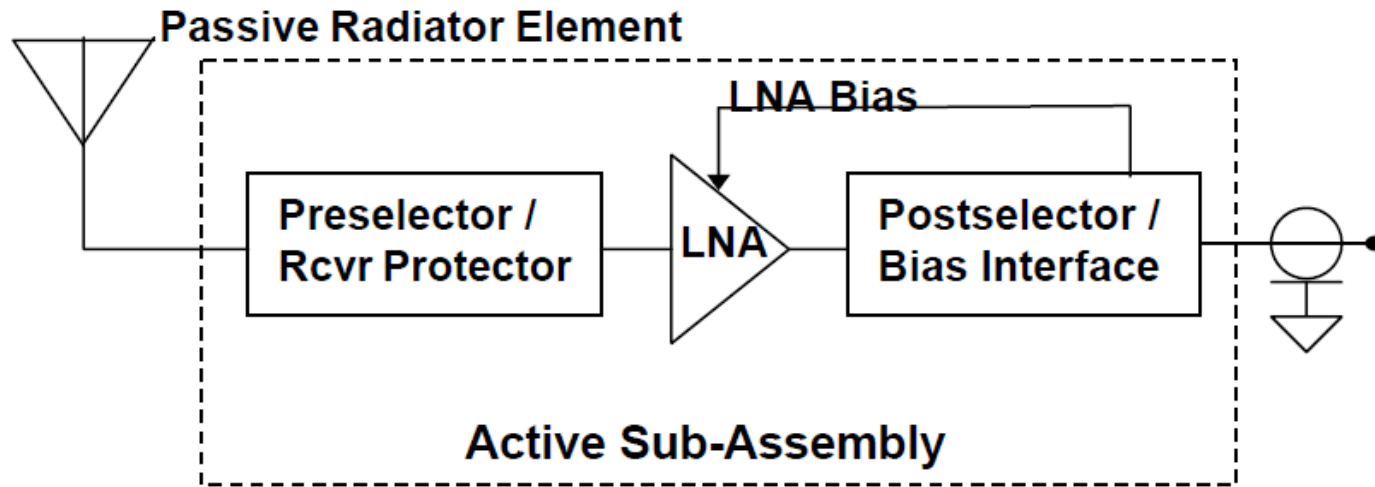 Passive Radiator Element
LNA Bias
Preselector /
Rcvr Protector
LNA
Postselector /
Bias Interface
Active Sub-Assembly